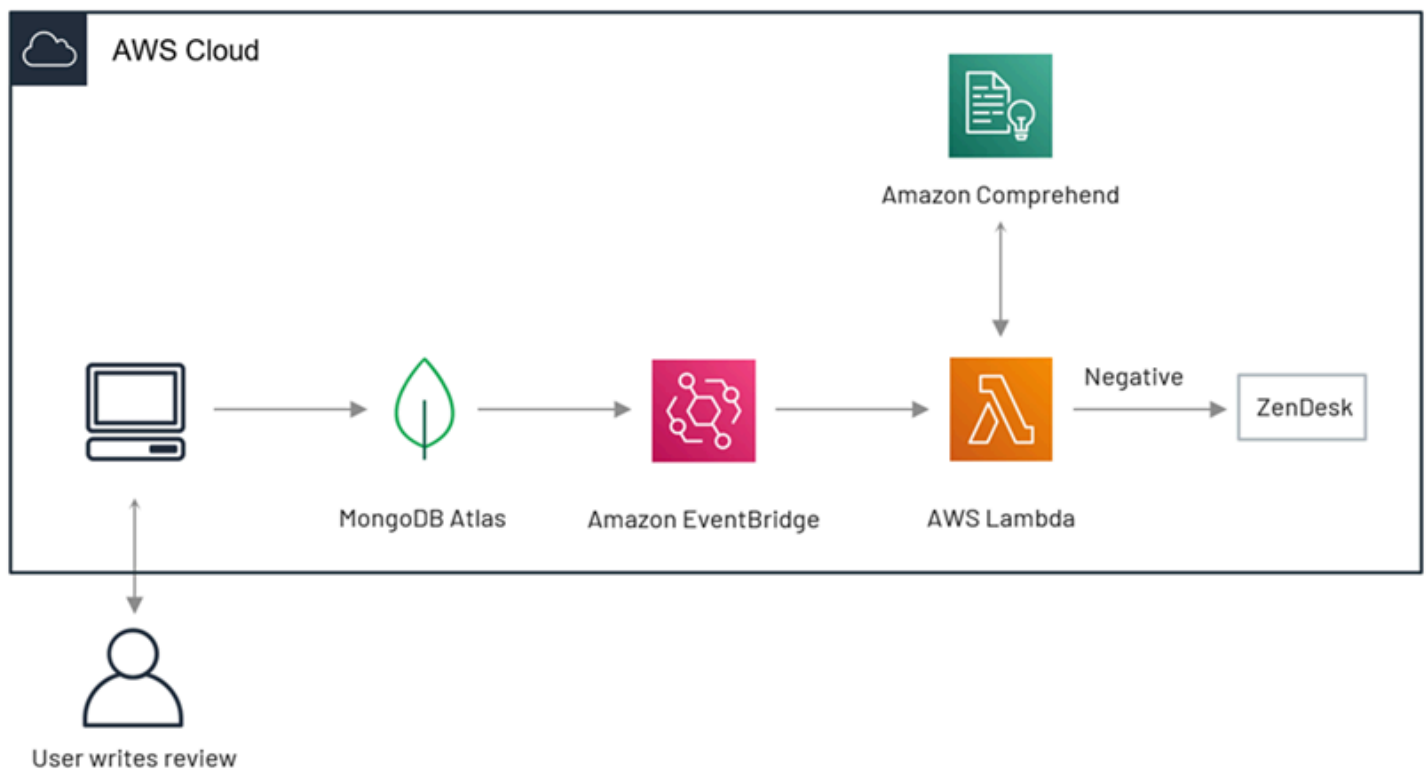 AWS Cloud
Amazon Comprehend
Negative
ZenDesk
MongoDB Atlas
Amazon EventBridge
AWS Lambda
User writes review